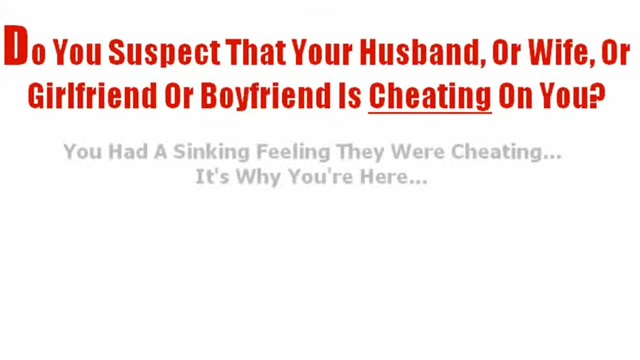 Do You Suspect That Your Husband, Or Wife, Or
Girlfriend Or Boyfriend Is Cheating On You?
You Had A Sinking Feeling They Were Cheating...
It's Why You're Here...